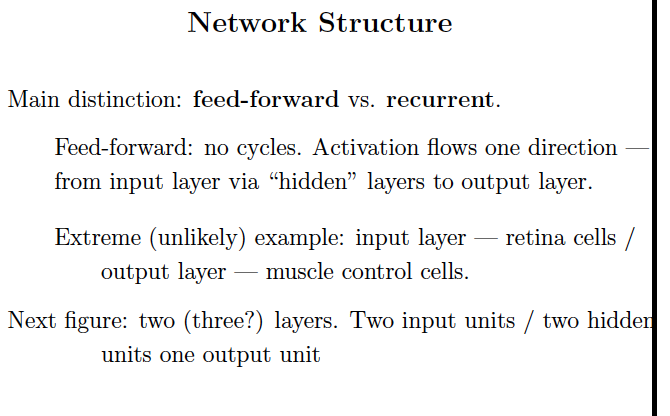 Network Structure
Main distinction: feed-forward vs. recurrent.
Feed-forward: no cycles. Activation flows one direction —
from input layer via “hidden” layers to output layer.
Extreme (unlikely) example: input layer — retina cells /
output layer — muscle control cells.
Next figure: two (three?) layers. Two input units / two hidden
units one output unit